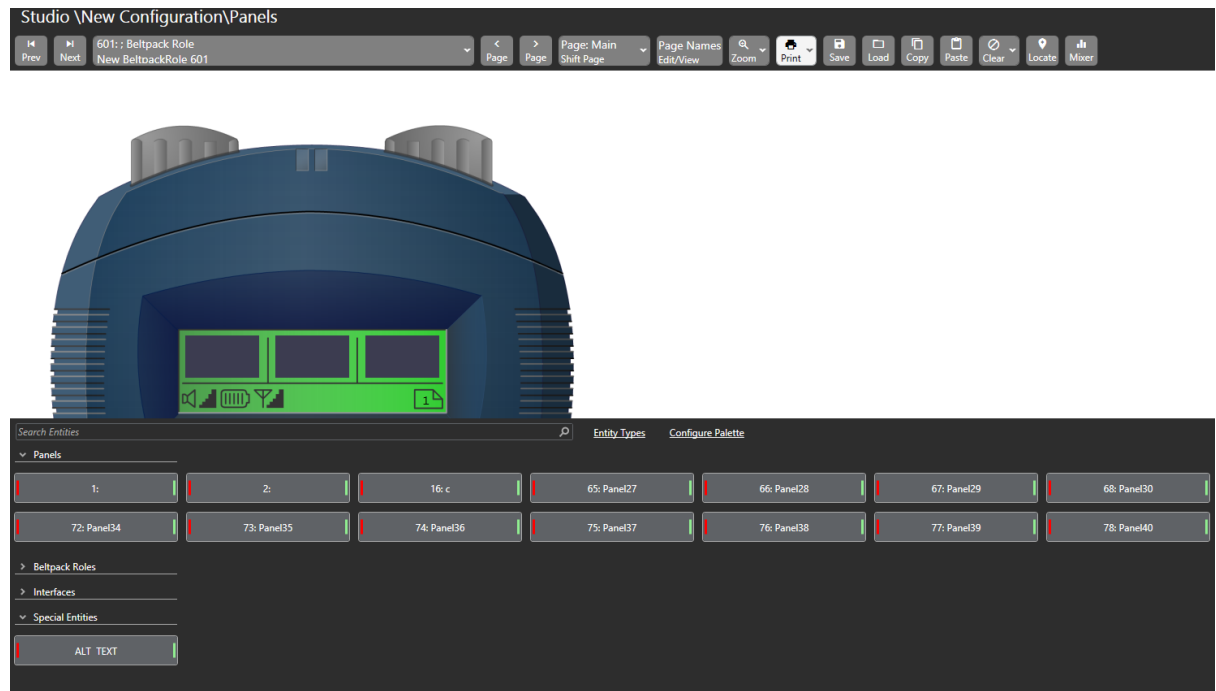 Studio \New Configuration\Panels
Prev
Next
601: ; Beltpack Role
New BeltpackRole 601
Page
Page
Page: Main
Shift Page
Page Names
Edit/View
Zoom
Print
Save
Load
Copy
Paste
Clear
Locate
Mixer
1
Search Entities
Entity Types
Configure Palette
Panels
1:
2:
16: c
65: Panel27
66: Panel28
67: Panel29
68: Panel30
72: Panel34
73: Panel35
74: Panel36
75: Panel37
76: Panel38
77: Panel39
78: Panel40
Beltpack Roles
Interfaces
Special Entities
ALT TEXT